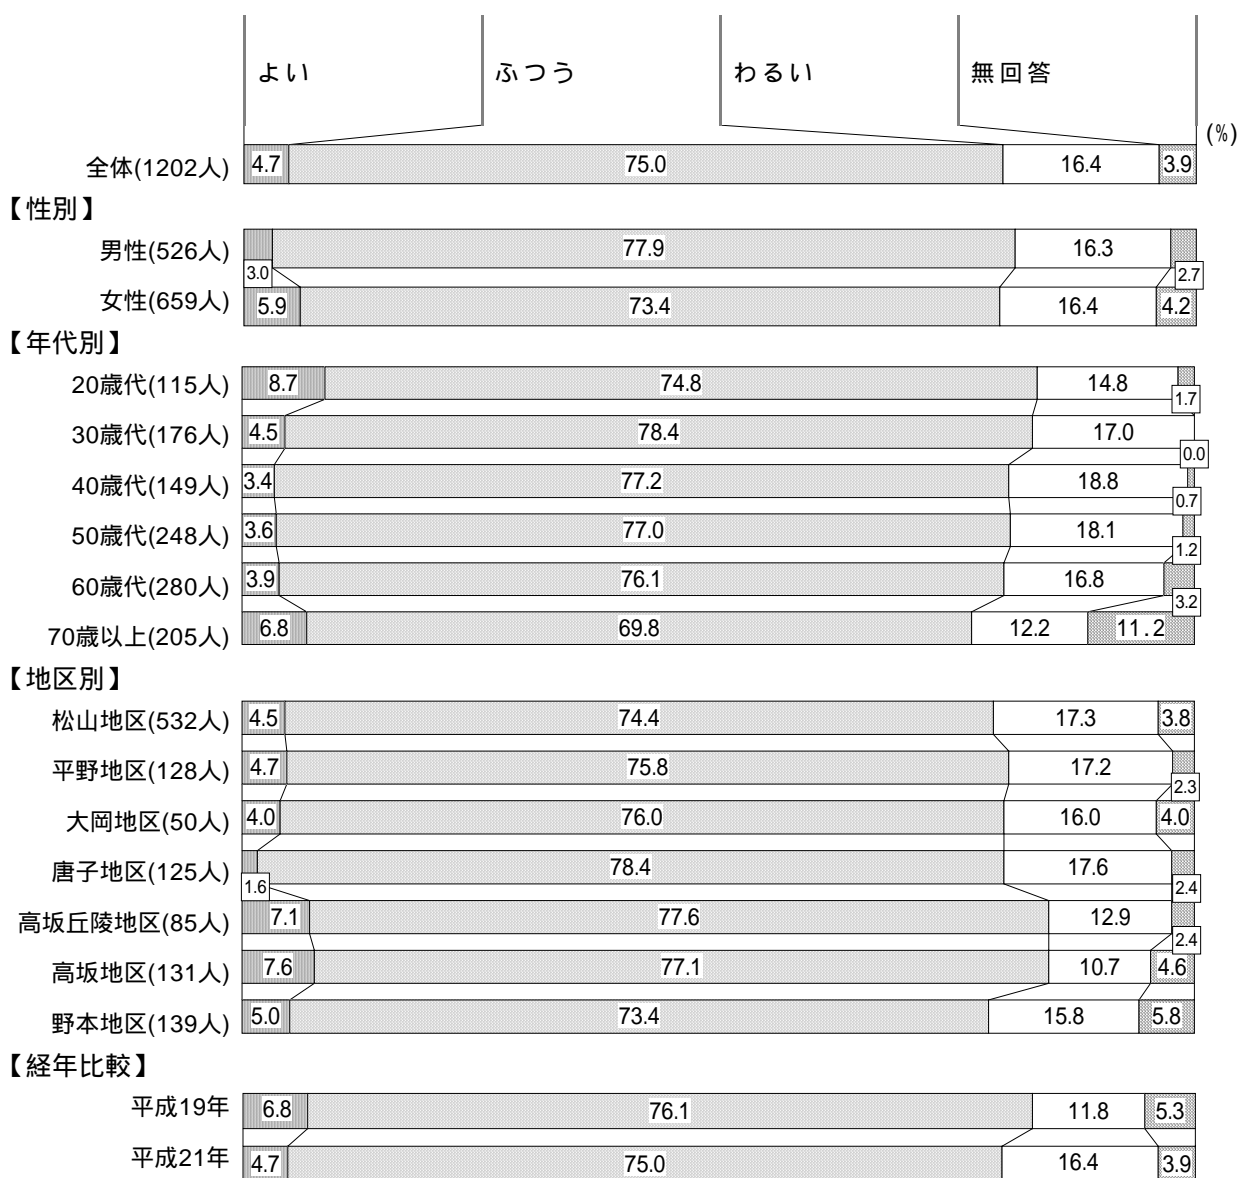 よい ふつう わるい 無回答
(%)
全体(1202人) 4.7 75.0 16.4 3.9
【性別】
男性(526人) 3.0 77.9 16.3 2.7
女性(659人) 5.9 73.4 16.4 4.2
【年代別】
20歳代(115人) 8.7 74.8 14.8 1.7
30歳代(176人) 4.5 78.4 17.0 0.0
40歳代(149人) 3.4 77.2 18.8 0.7
50歳代(248人) 3.6 77.0 18.1 1.2
60歳代(280人) 3.9 76.1 16.8 3.2
70歳以上(205人) 6.8 69.8 12.2 11.2
【地区別】
松山地区(532人) 4.5 74.4 17.3 3.8
平野地区(128人) 4.7 75.8 17.2 2.3
大岡地区(50人) 4.0 76.0 16.0 4.0
唐子地区(125人) 1.6 78.4 17.6 2.4
高坂丘陵地区(85人) 7.1 77.6 12.9 2.4
高坂地区(131人) 7.6 77.1 10.7 4.6
野本地区(139人) 5.0 73.4 15.8 5.8
【経年比較】
平成19年 6.8 76.1 11.8 5.3
平成21年 4.7 75.0 16.4 3.9